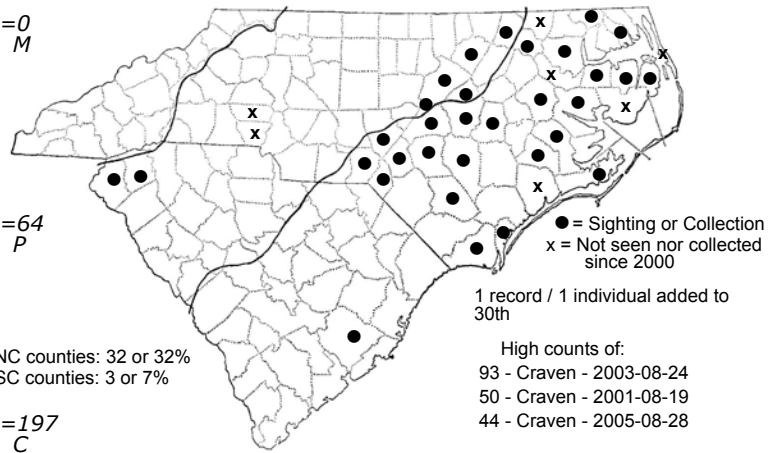 =0
M
=64
P
● = Sighting or Collection
x = Not seen nor collected
since 2000
1 record / 1 individual added to
30th
NC counties: 32 or 32%
SC counties: 3 or 7%
High counts of:
93 - Craven - 2003-08-24
50 - Craven - 2001-08-19
44 - Craven - 2005-08-28
=197
C